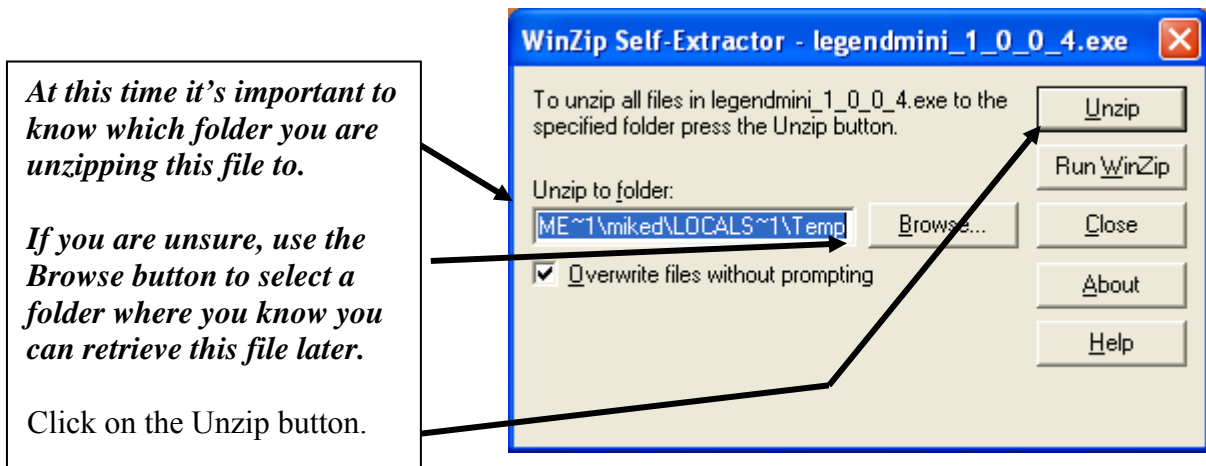 At this time it's important to
know which folder you are
unzipping this file to.
If you are unsure, use the
Browse button to select a
folder where you know you
can retrieve this file later.
Click on the Unzip button.
WinZip Self-Extractor - legendmini_1_0_0_4.exe
To unzip all files in legendmini_1_0_0_4.exe to the
specified folder press the Unzip button.
Unzip to folder:
ME~1\miked\LOCALS~1\Temp
Browse...
Overwrite files without prompting
Unzip
Run WinZip
Close
About
Help